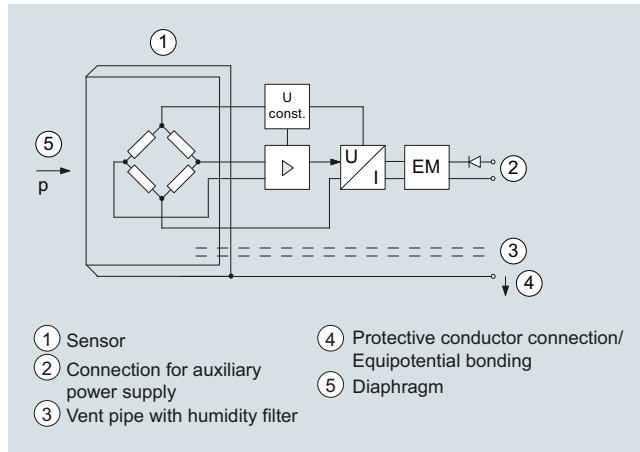 1
5
p
U
const.
U
I
EM
2
3
4
1 Sensor
2 Connection for auxiliary
power supply
3 Vent pipe with humidity filter
4 Protective conductor connection/
Equipotential bonding
5 Diaphragm